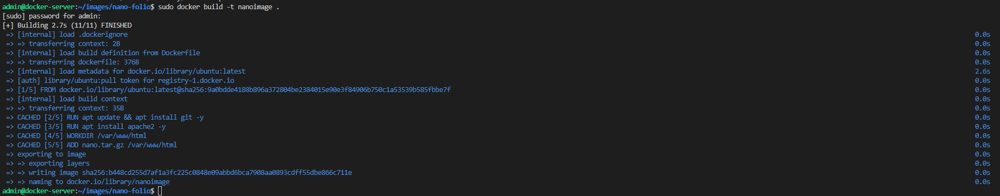 admin@docker-server:~/images/nano-folio$ sudo docker build -t nanoimage .
[sudo] password for admin:
[+] Building 2.7s (11/11) FINISHED
=> [internal] load .dockerignore 0.0s
=> => transferring context: 2B 0.0s
=> [internal] load build definition from Dockerfile 0.0s
=> => transferring dockerfile: 376B 0.0s
=> [internal] load metadata for docker.io/library/ubuntu:latest 2.6s
=> [auth] library/ubuntu:pull token for registry-1.docker.io 0.0s
=> [1/5] FROM docker.io/library/ubuntu:latest@sha256:9a0bdde4188b896a372804be2384015e90e3f84906b750c1a53539b585fbbe7f 0.0s
=> [internal] load build context 0.0s
=> => transferring context: 35B 0.0s
=> CACHED [2/5] RUN apt update && apt install git -y 0.0s
=> CACHED [3/5] RUN apt install apache2 -y 0.0s
=> CACHED [4/5] WORKDIR /var/www/html 0.0s
=> CACHED [5/5] ADD nano.tar.gz /var/www/html 0.0s
=> exporting to image 0.0s
=> => exporting layers 0.0s
=> => writing image sha256:b448cd255d7af1a3fc225c0848e09abbd6bca7908aa0893cdff55dbe866c711e 0.0s
=> => naming to docker.io/library/nanoimage 0.0s
admin@docker-server:~/images/nano-folio$